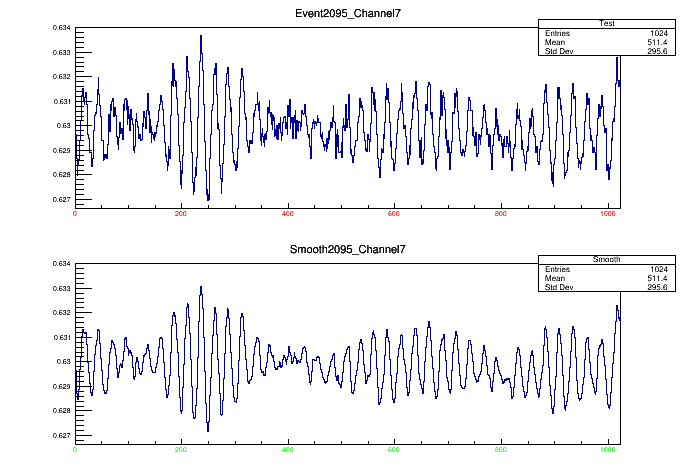 Event2095_Channel7
Test
Entries 1024
Mean 511.4
Std Dev 295.6
0.634
0.633
0.632
0.631
0.63
0.629
0.628
0.627
0 200 400 600 800 1000
Smooth2095_Channel7
Smooth
Entries 1024
Mean 511.4
Std Dev 295.6
0.634
0.633
0.632
0.631
0.63
0.629
0.628
0.627
0 200 400 600 800 1000